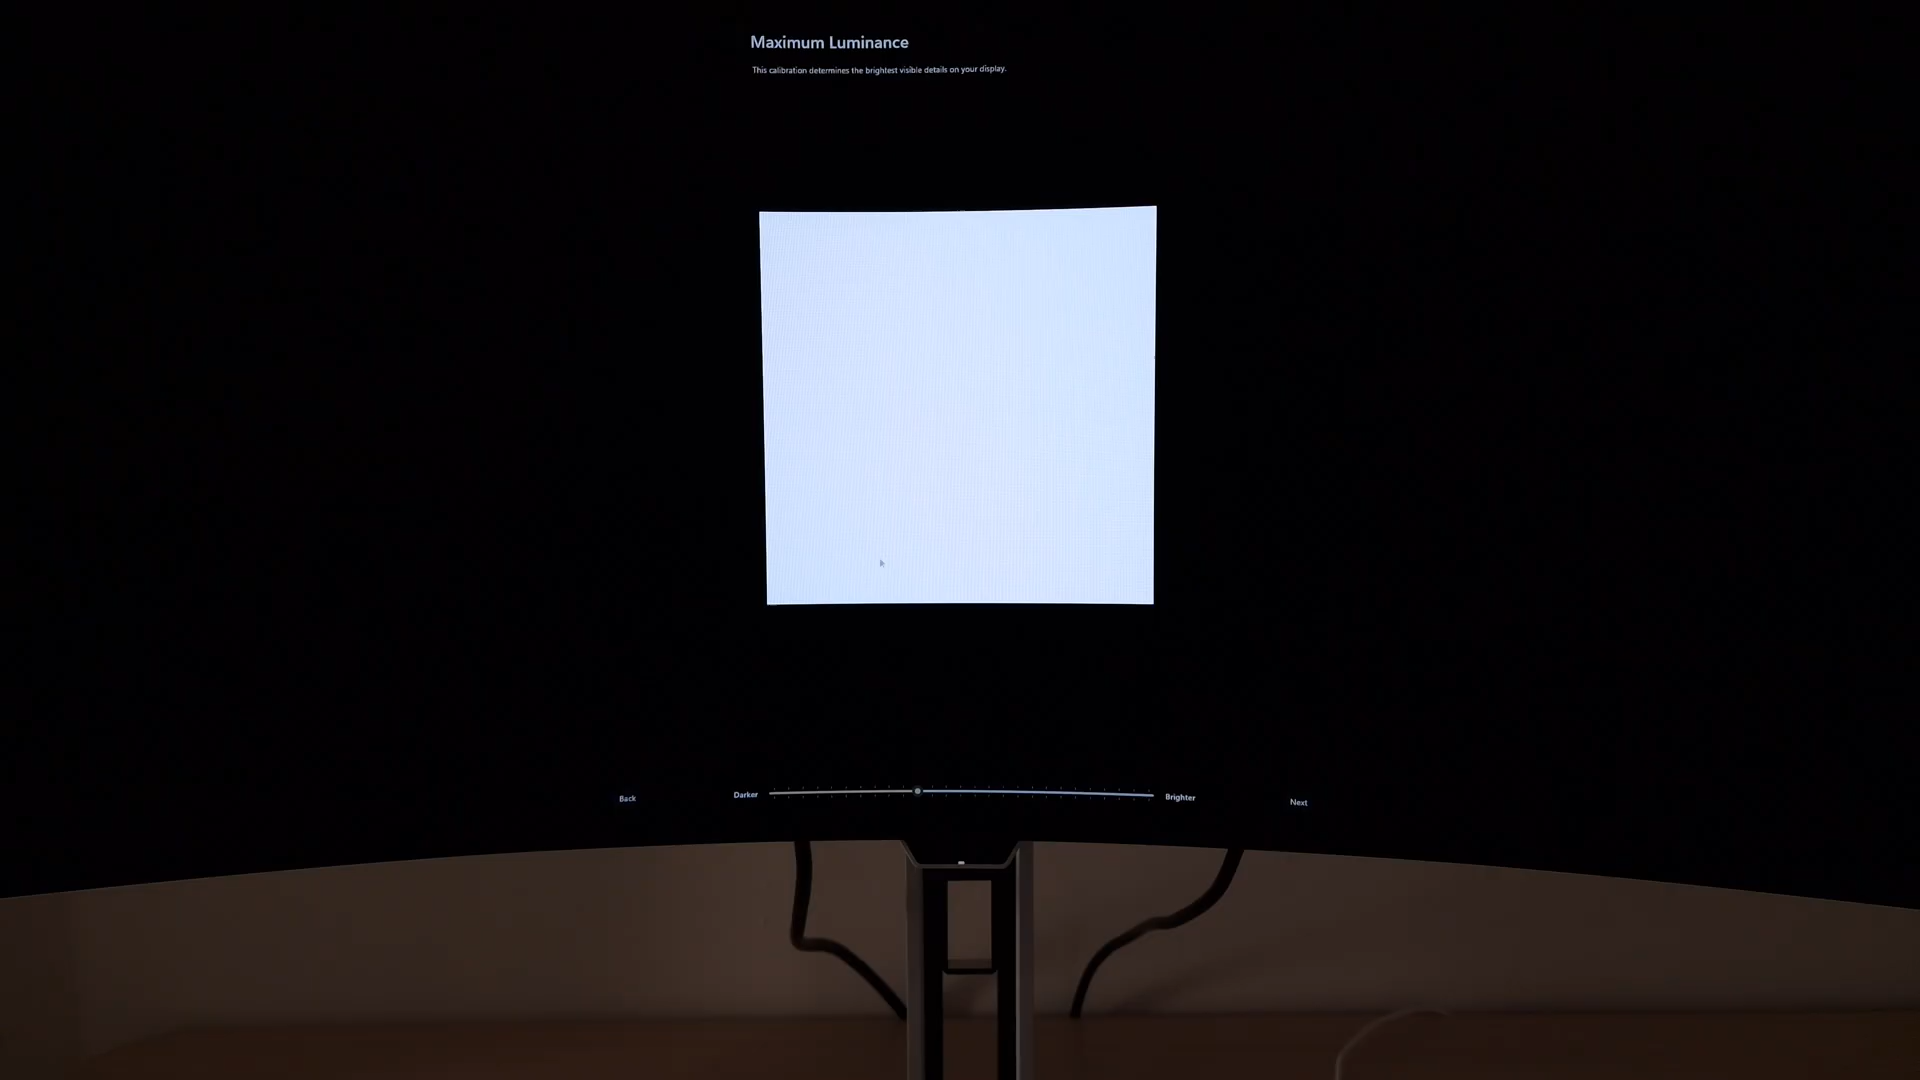 Maximum Luminance
This calibration determines the brightest visible details on your display.
Back
Darker
Brighter
Next